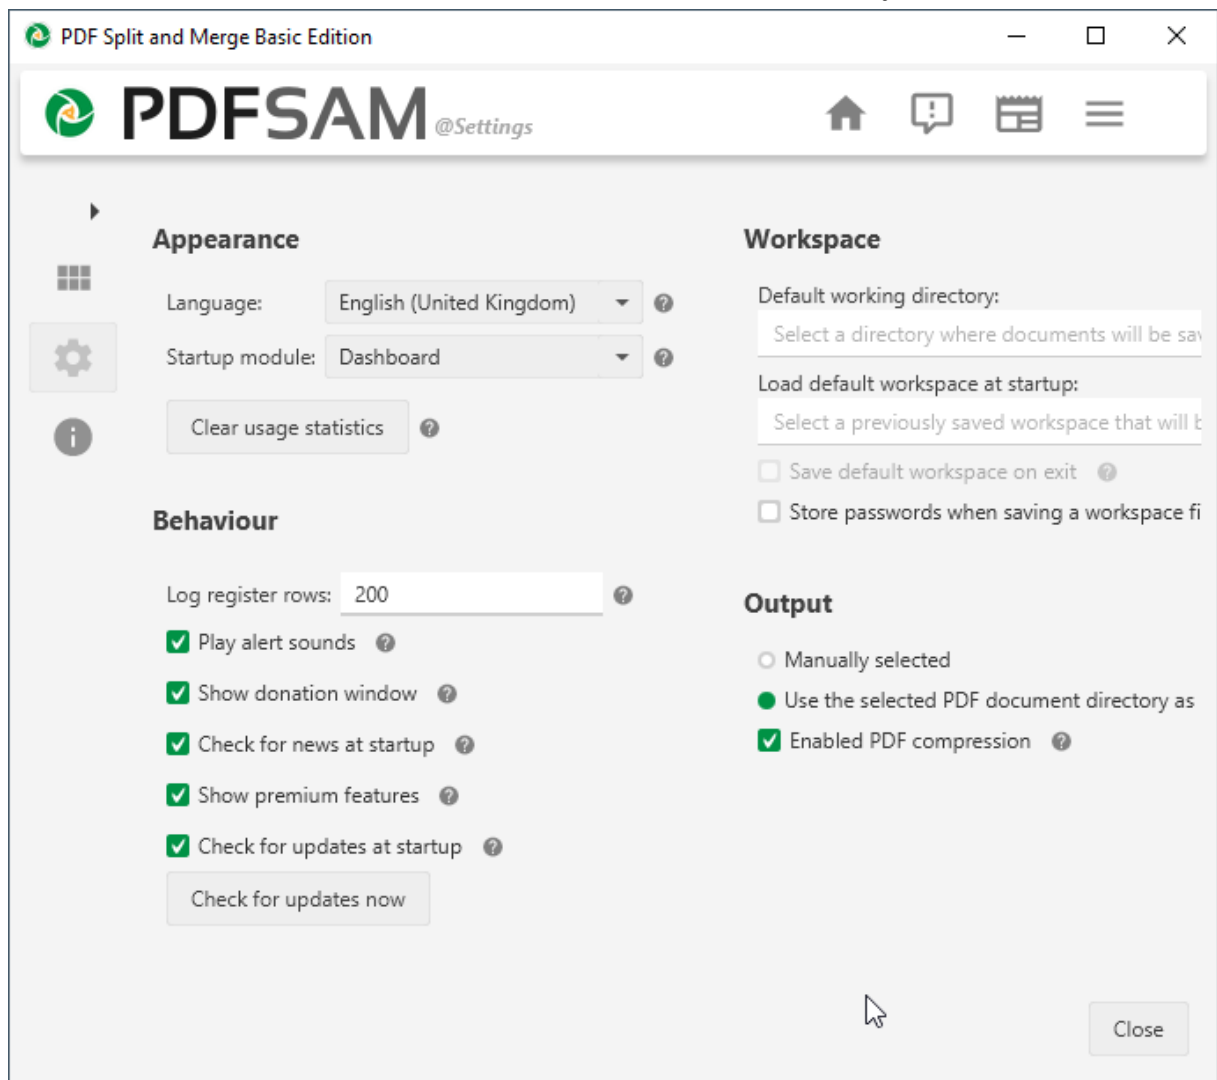 PDF Split and Merge Basic Edition
PDFSAM @Settings
Appearance
Language: English (United Kingdom)
Startup module: Dashboard
Clear usage statistics
Behaviour
Log register rows: 200
Play alert sounds
Show donation window
Check for news at startup
Show premium features
Check for updates at startup
Check for updates now
Workspace
Default working directory:
Select a directory where documents will be sav
Load default workspace at startup:
Select a previously saved workspace that will b
Save default workspace on exit
Store passwords when saving a workspace fi
Output
Manually selected
Use the selected PDF document directory as
Enabled PDF compression
Close